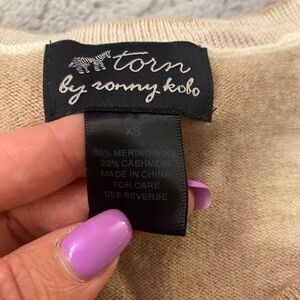 torn
by ronny kobo
XS
80% MERINO WOOL
20% CASHMERE
MADE IN CHINA
FOR CARE
SEE REVERSE